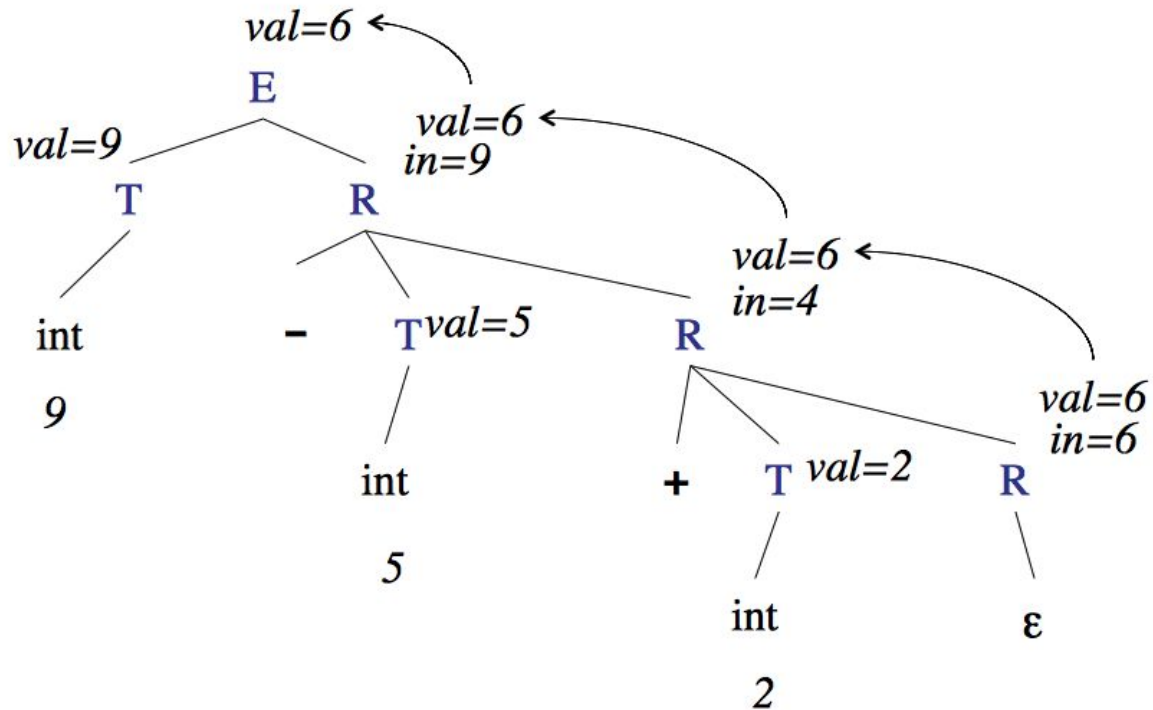 val=6
E
val=6
val=9
in=9
T
R
val=6
in=4
int
-
T val=5
R
9
val=6
in=6
int
+
T val=2
R
5
int
ε
2